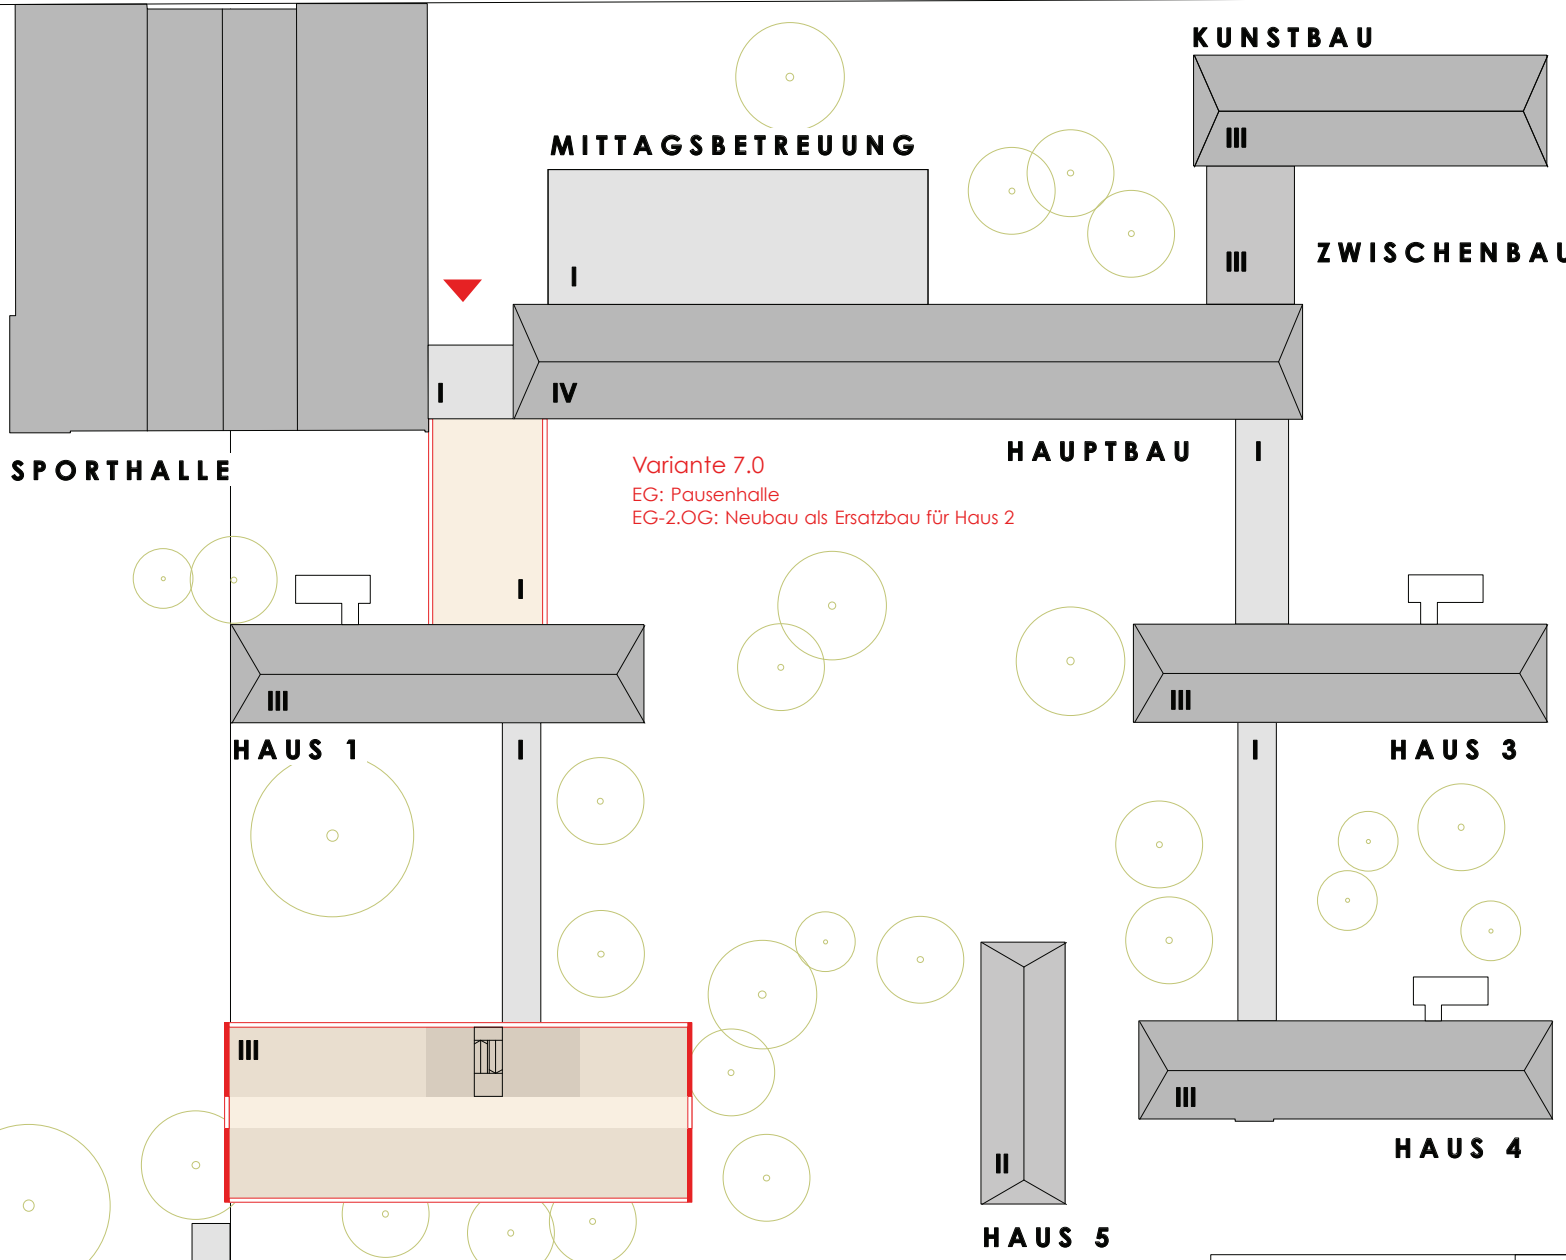 KUNSTBAU
MITTAGSBETREUUNG
III
ZWISCHENBAU
III
I
I
IV
HAUPTBAU
I
SPORTHALLE
Variante 7.0
EG: Pausenhalle
EG-2.OG: Neubau als Ersatzbau für Haus 2
I
III
III
HAUS 1
I
I
HAUS 3
III
III
HAUS 4
II
HAUS 5